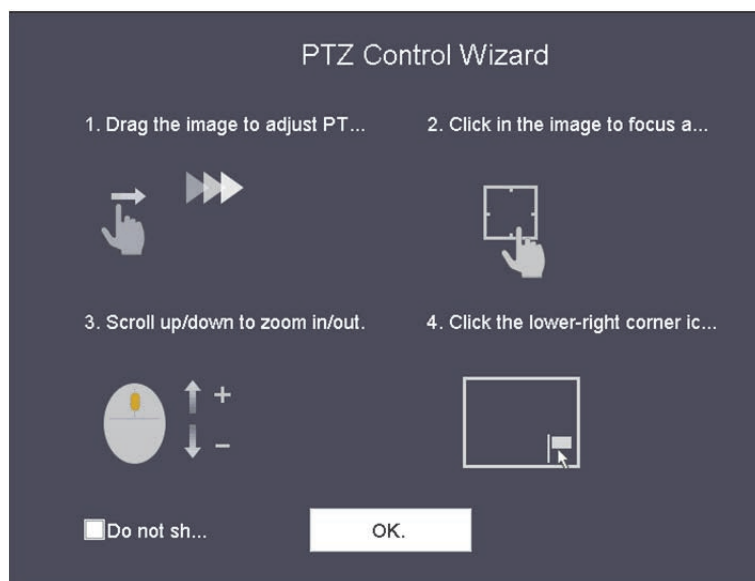 PTZ Control Wizard
1. Drag the image to adjust PT...
2. Click in the image to focus a...
3. Scroll up/down to zoom in/out.
4. Click the lower-right corner ic...
+
–
Do not sh...
OK.